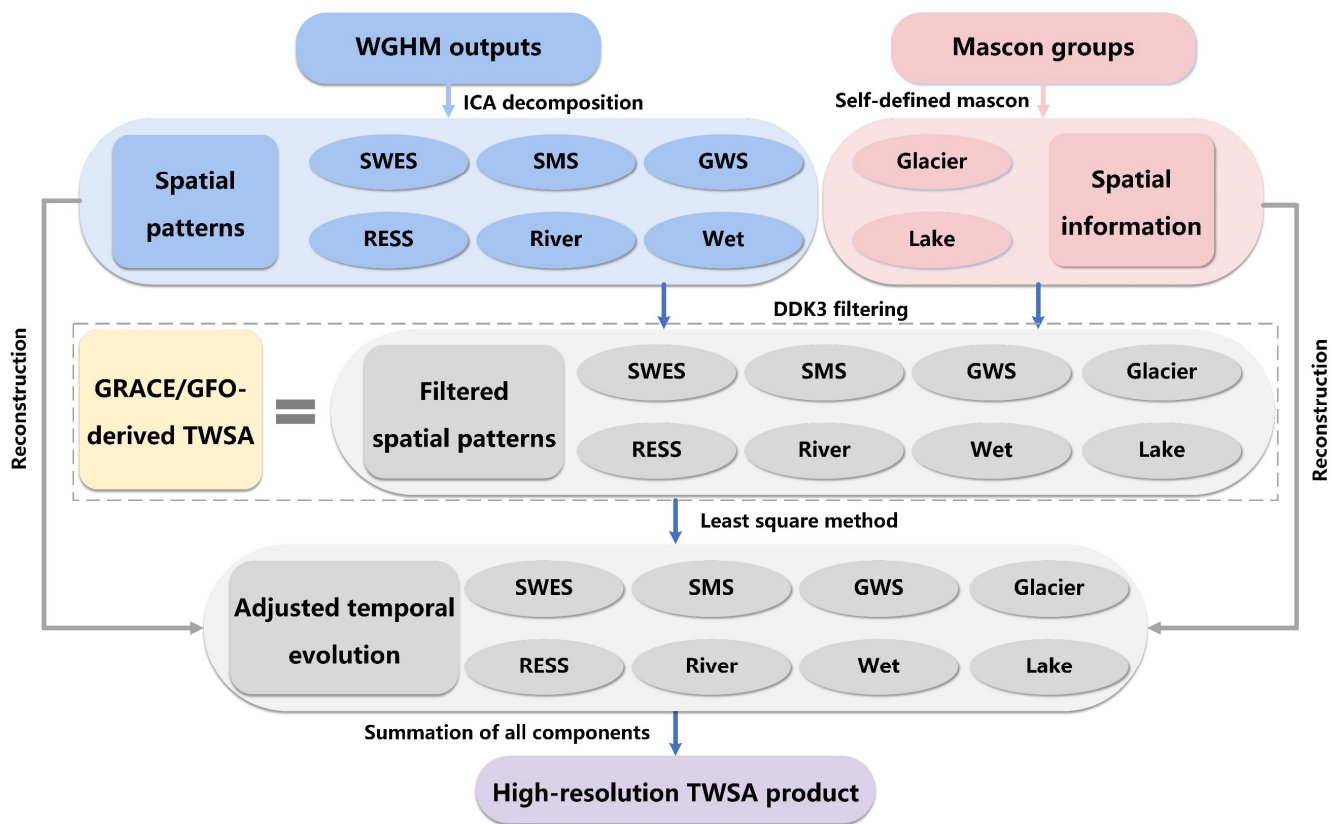 WGHM outputs
Mascon groups
ICA decomposition
Self-defined mascon
Spatial
patterns
SWES
SMS
GWS
RESS
River
Wet
Glacier
Lake
Spatial
information
DDK3 filtering
Reconstruction
Reconstruction
GRACE/GFO-
derived TWSA
=
Filtered
spatial patterns
SWES
SMS
GWS
Glacier
RESS
River
Wet
Lake
Least square method
Adjusted temporal
evolution
SWES
SMS
GWS
Glacier
RESS
River
Wet
Lake
Summation of all components
High-resolution TWSA product